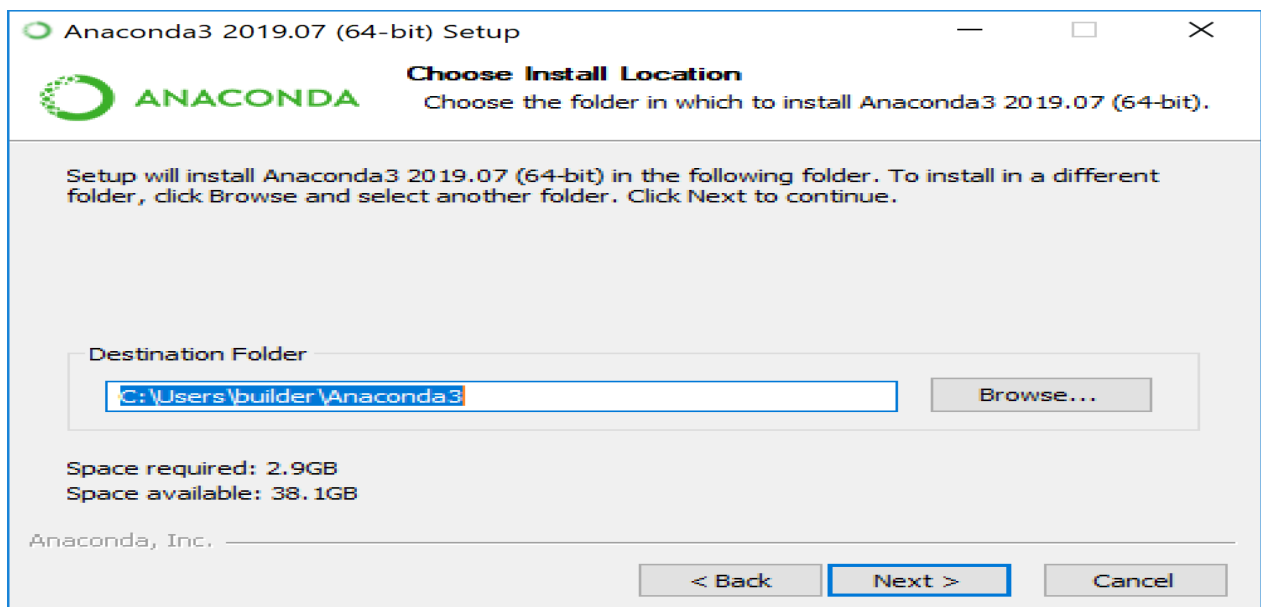 Anaconda3 2019.07 (64-bit) Setup
ANACONDA
Choose Install Location
Choose the folder in which to install Anaconda3 2019.07 (64-bit).
Setup will install Anaconda3 2019.07 (64-bit) in the following folder. To install in a different
folder, click Browse and select another folder. Click Next to continue.
Destination Folder
C:\Users\builder\Anaconda3
Browse...
Space required: 2.9GB
Space available: 38.1GB
Anaconda, Inc.
< Back
Next >
Cancel